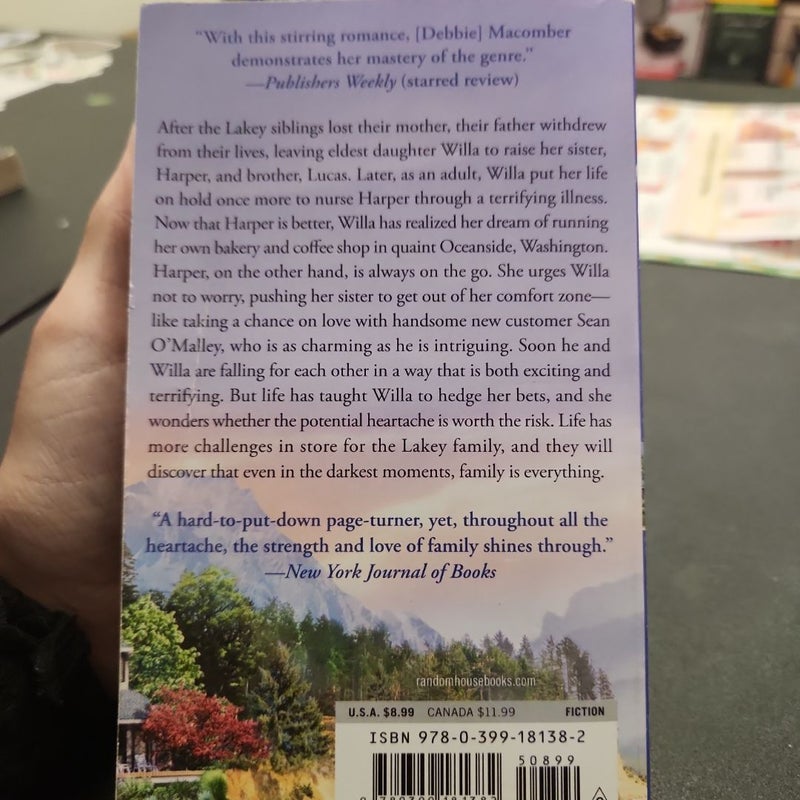 “With this stirring romance, [Debbie] Macomber
demonstrates her mastery of the genre.”
—Publishers Weekly (starred review)
After the Lakey siblings lost their mother, their father withdrew
from their lives, leaving eldest daughter Willa to raise her sister,
Harper, and brother, Lucas. Later, as an adult, Willa put her life
on hold once more to nurse Harper through a terrifying illness.
Now that Harper is better, Willa has realized her dream of running
her own bakery and coffee shop in quaint Oceanside, Washington.
Harper, on the other hand, is always on the go. She urges Willa
not to worry, pushing her sister to get out of her comfort zone—
like taking a chance on love with handsome new customer Sean
O’Malley, who is as charming as he is intriguing. Soon he and
Willa are falling for each other in a way that is both exciting and
terrifying. But life has taught Willa to hedge her bets, and she
wonders whether the potential heartache is worth the risk. Life has
more challenges in store for the Lakey family, and they will
discover that even in the darkest moments, family is everything.
“A hard-to-put-down page-turner, yet, throughout all the
heartache, the strength and love of family shines through.”
—New York Journal of Books
randomhousebooks.com
U.S.A. $8.99 CANADA $11.99 FICTION
ISBN 978-0-399-18138-2
50899